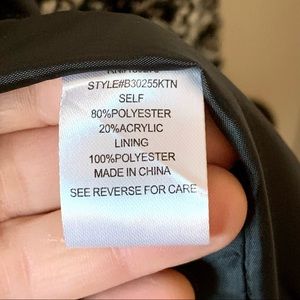 STYLE#B30255KTN
SELF
80%POLYESTER
20%ACRYLIC
LINING
100%POLYESTER
MADE IN CHINA
SEE REVERSE FOR CARE